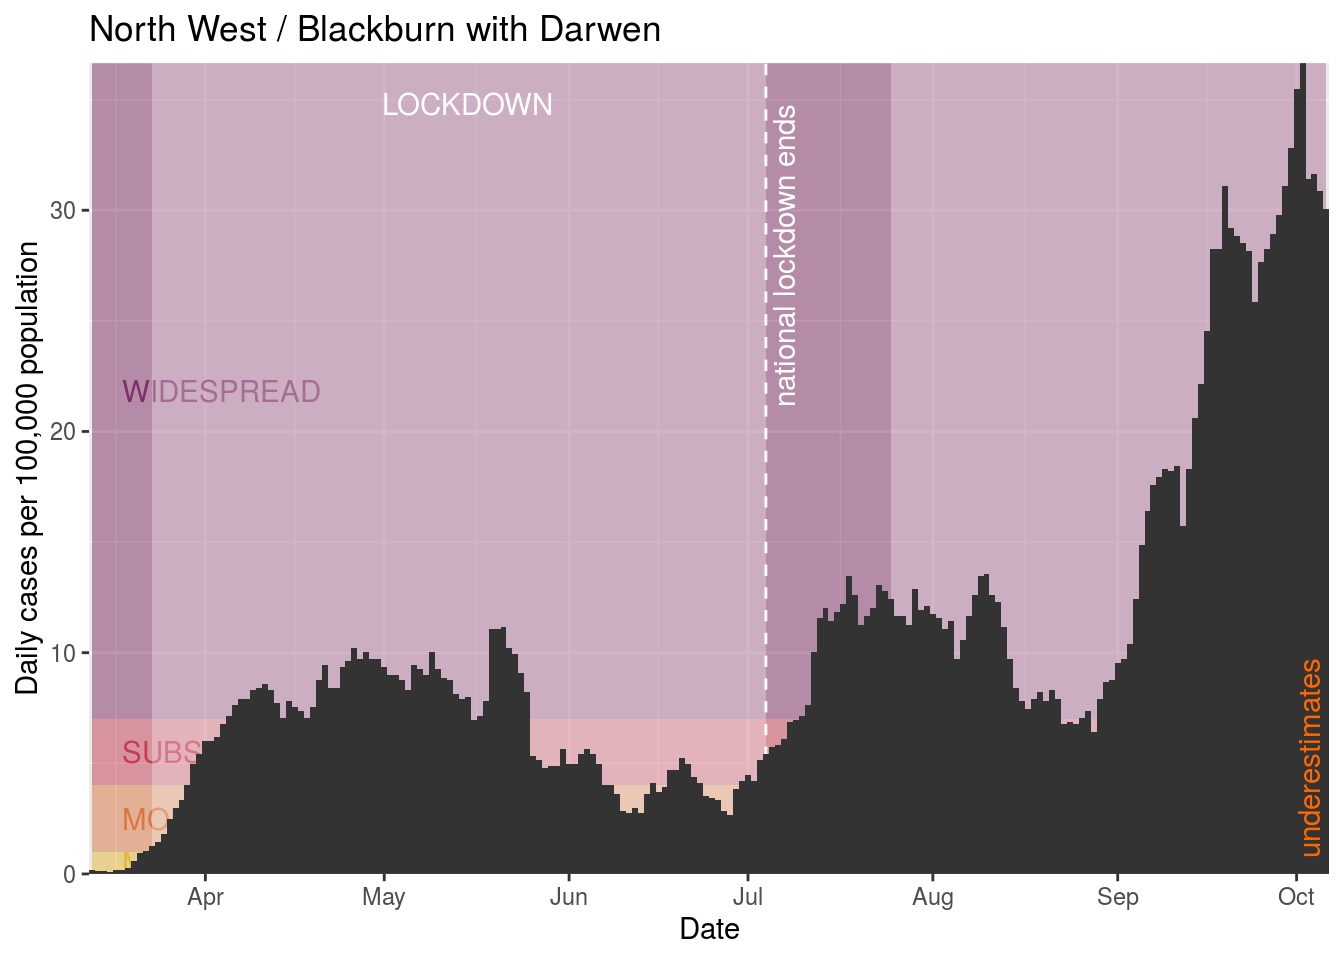 North West / Blackburn with Darwen
LOCKDOWN
national lockdown ends
WIDESPREAD
SUBS
MO
underestimates
Daily cases per 100,000 population
30
20
10
0
Apr
May
Jun
Jul
Aug
Sep
Oct
Date